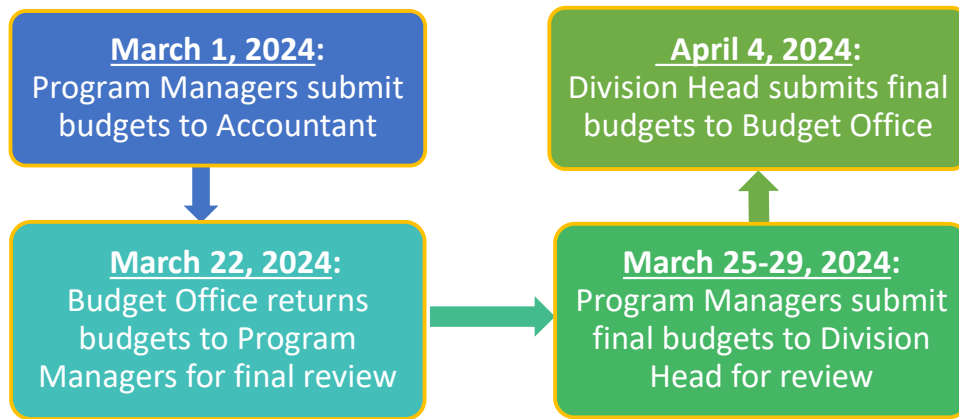 March 1, 2024:
Program Managers submit
budgets to Accountant
March 22, 2024:
Budget Office returns
budgets to Program
Managers for final review
March 25-29, 2024:
Program Managers submit
final budgets to Division
Head for review
April 4, 2024:
Division Head submits final
budgets to Budget Office